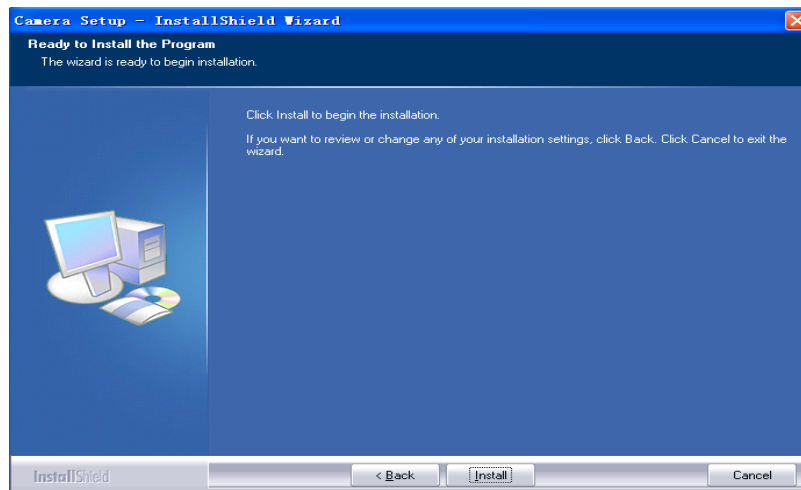 Camera Setup - InstallShield Wizard
Ready to Install the Program
The wizard is ready to begin installation.
Click Install to begin the installation.
If you want to review or change any of your installation settings, click Back. Click Cancel to exit the
wizard.
InstallShield
< Back
Install
Cancel